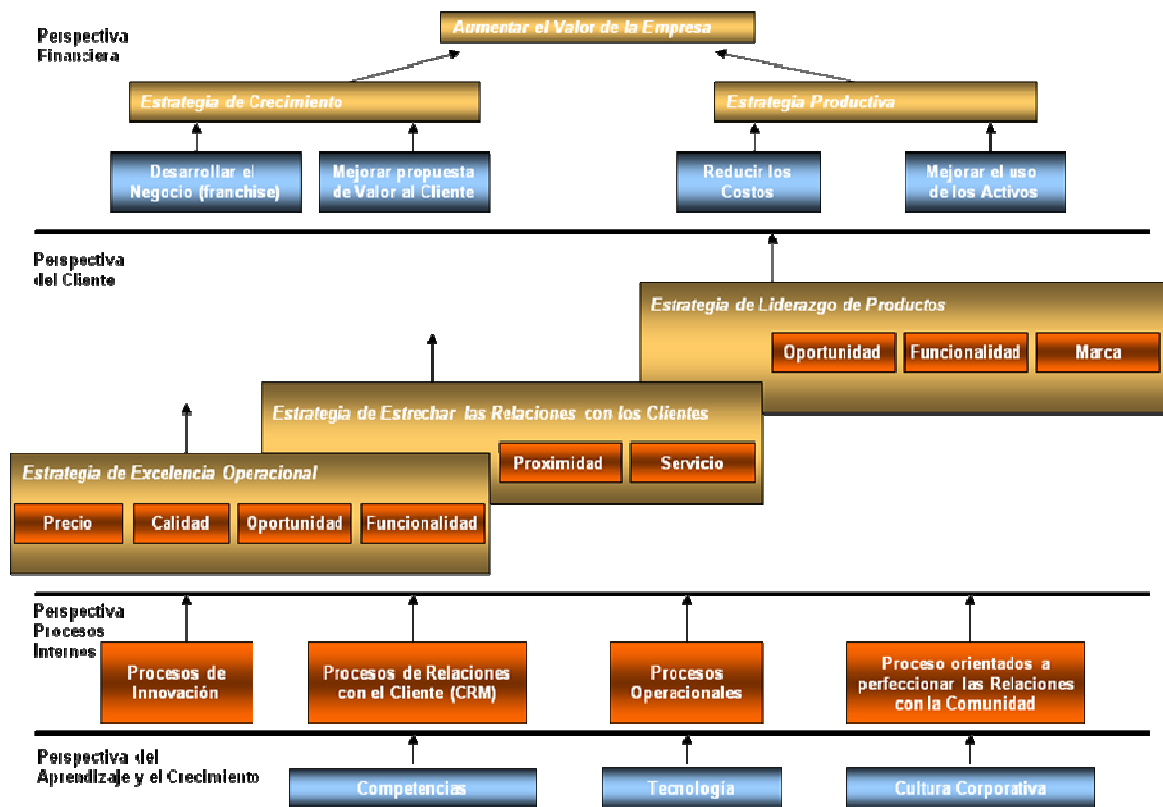 Aumentar el Valor de la Empresa
Perspectiva
Financiera
Estrategia de Crecimiento
Estrategia Productiva
Desarrollar el
Negocio (franchise)
Mejorar propuesta
de Valor al Cliente
Reducir los
Costos
Mejorar el uso
de los Activos
Perspectiva
del Cliente
Estrategia de Liderazgo de Productos
Oportunidad
Funcionalidad
Marca
Estrategia de Estrechar las Relaciones con los Clientes
Proximidad
Servicio
Estrategia de Excelencia Operacional
Precio
Calidad
Oportunidad
Funcionalidad
Perspectiva
Procesos
Internos
Procesos de
Innovación
Procesos de Relaciones
con el Cliente (CRM)
Procesos
Operacionales
Proceso orientados a
perfeccionar las Relaciones
con la Comunidad
Perspectiva del
Aprendizaje y el Crecimiento
Competencias
Tecnología
Cultura Corporativa